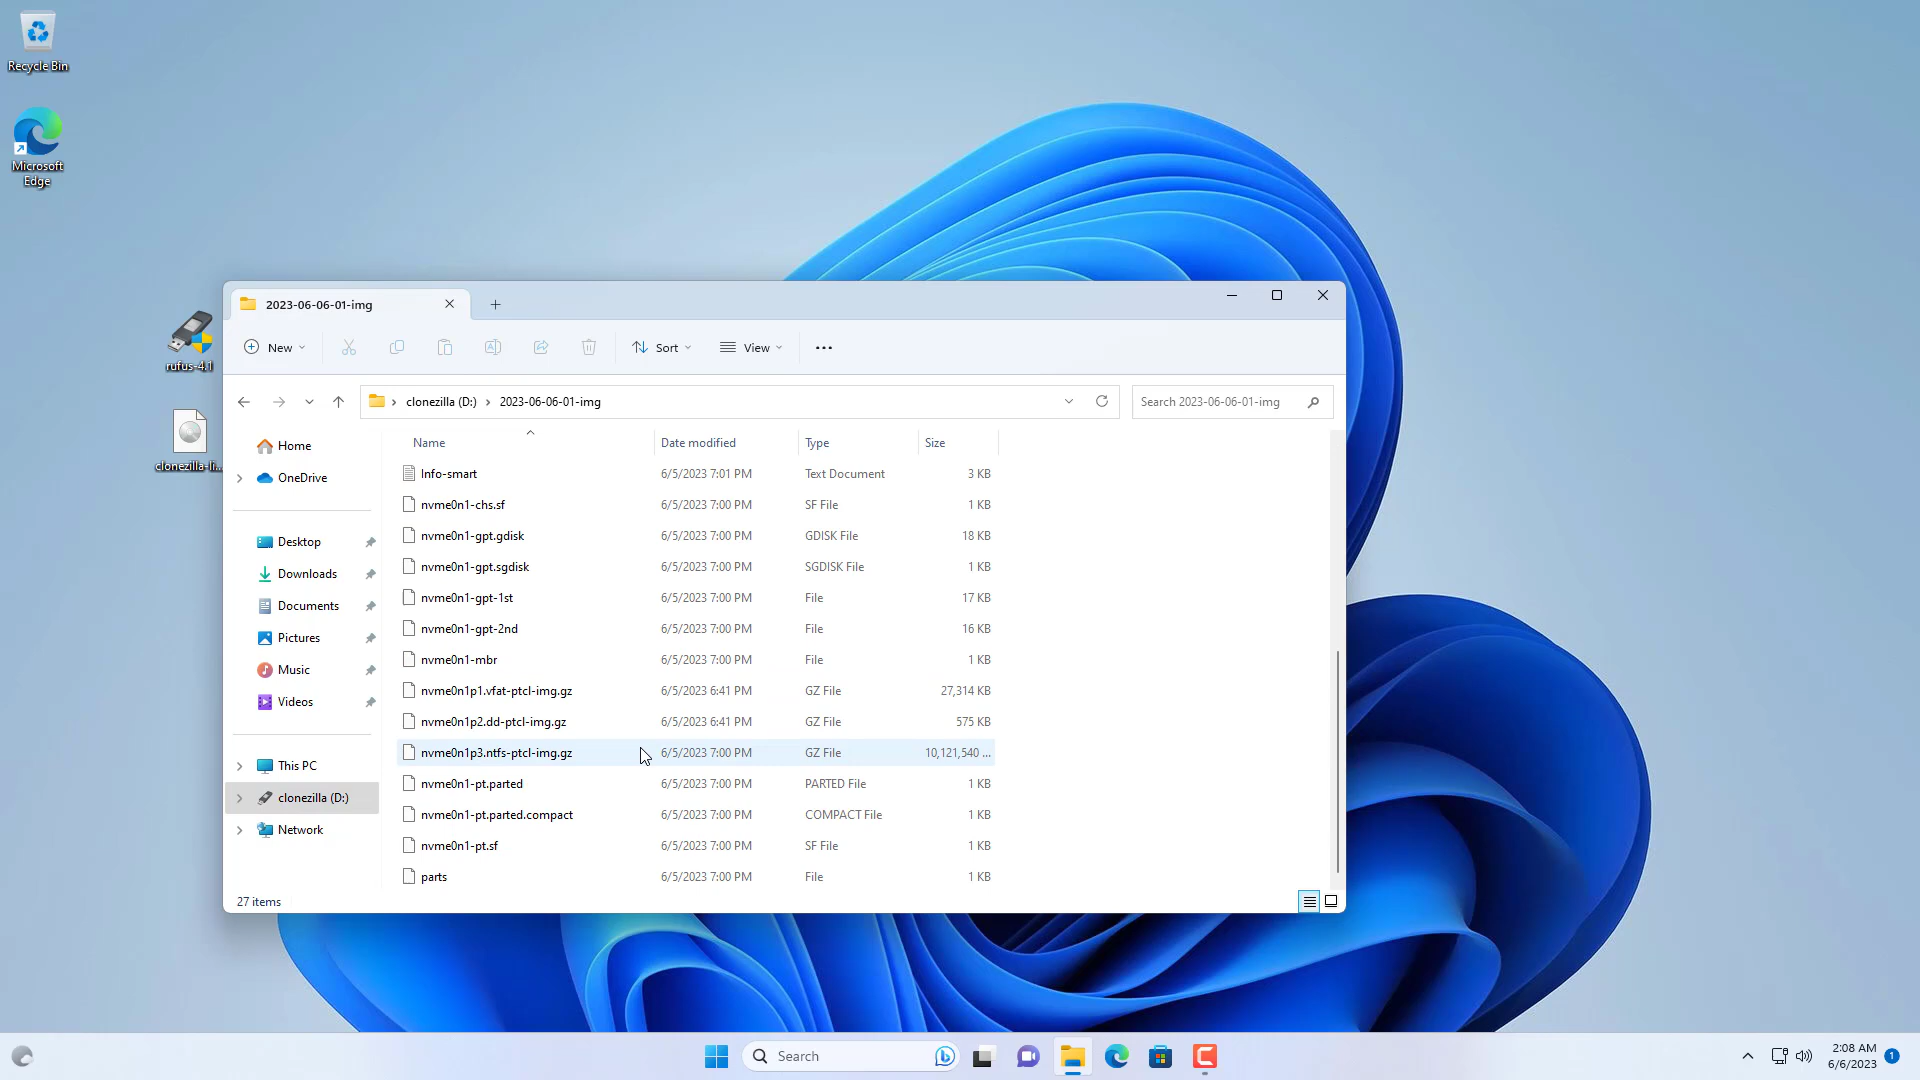 Recycle Bin
Microsoft
Edge
rufus-4.1
clonezilla-li...
2023-06-06-01-img
New
Sort
View
clonezilla (D:)
2023-06-06-01-img
Search 2023-06-06-01-img
Home
OneDrive
Desktop
Downloads
Documents
Pictures
Music
Videos
This PC
clonezilla (D:)
Network
Name Date modified Type Size
Info-smart 6/5/2023 7:01 PM Text Document 3 KB
nvme0n1-chs.sf 6/5/2023 7:00 PM SF File 1 KB
nvme0n1-gpt.gdisk 6/5/2023 7:00 PM GDISK File 18 KB
nvme0n1-gpt.sgdisk 6/5/2023 7:00 PM SGDISK File 1 KB
nvme0n1-gpt-1st 6/5/2023 7:00 PM File 17 KB
nvme0n1-gpt-2nd 6/5/2023 7:00 PM File 16 KB
nvme0n1-mbr 6/5/2023 7:00 PM File 1 KB
nvme0n1p1.vfat-ptcl-img.gz 6/5/2023 6:41 PM GZ File 27,314 KB
nvme0n1p2.dd-ptcl-img.gz 6/5/2023 6:41 PM GZ File 575 KB
nvme0n1p3.ntfs-ptcl-img.gz 6/5/2023 7:00 PM GZ File 10,121,540 ...
nvme0n1-pt.parted 6/5/2023 7:00 PM PARTED File 1 KB
nvme0n1-pt.parted.compact 6/5/2023 7:00 PM COMPACT File 1 KB
nvme0n1-pt.sf 6/5/2023 7:00 PM SF File 1 KB
parts 6/5/2023 7:00 PM File 1 KB
27 items
Search
2:08 AM
6/6/2023
1